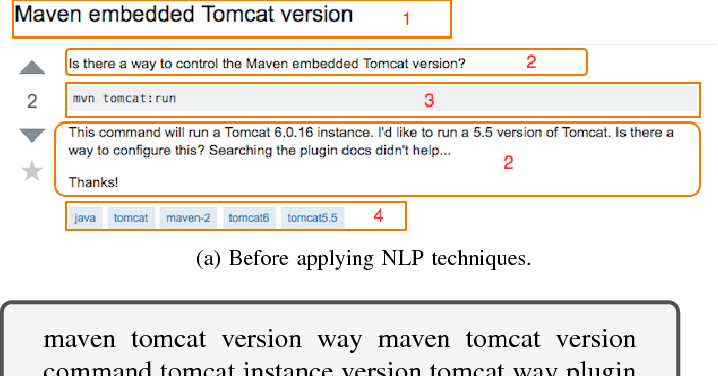 Maven embedded Tomcat version 1
Is there a way to control the Maven embedded Tomcat version? 2
2
mvn tomcat:run 3
This command will run a Tomcat 6.0.16 instance. I'd like to run a 5.5 version of Tomcat. Is there a
way to configure this? Searching the plugin docs didn't help...
2
Thanks!
java tomcat maven-2 tomcat6 tomcat5.5 4
(a) Before applying NLP techniques.
maven tomcat version way maven tomcat version
command tomcat instance version tomcat way plugin